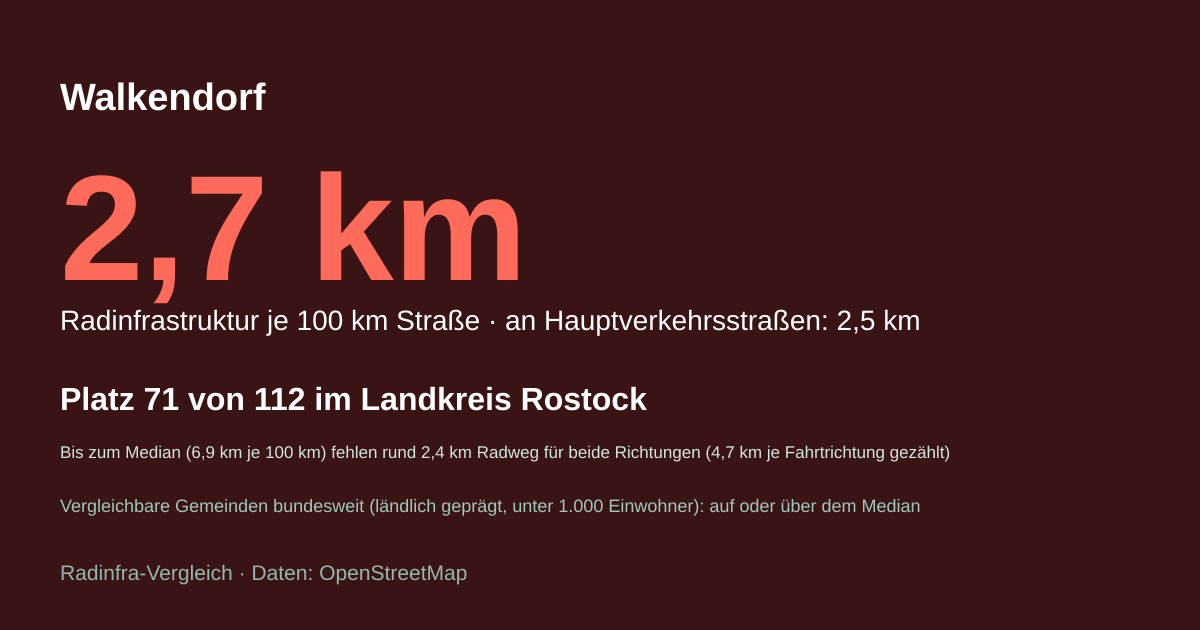 Walkendorf
2,7 km
Radinfrastruktur je 100 km Straße · an Hauptverkehrsstraßen: 2,5 km
Platz 71 von 112 im Landkreis Rostock
Bis zum Median (6,9 km je 100 km) fehlen rund 2,4 km Radweg für beide Richtungen (4,7 km je Fahrtrichtung gezählt)
Vergleichbare Gemeinden bundesweit (ländlich geprägt, unter 1.000 Einwohner): auf oder über dem Median
Radinfra-Vergleich · Daten: OpenStreetMap